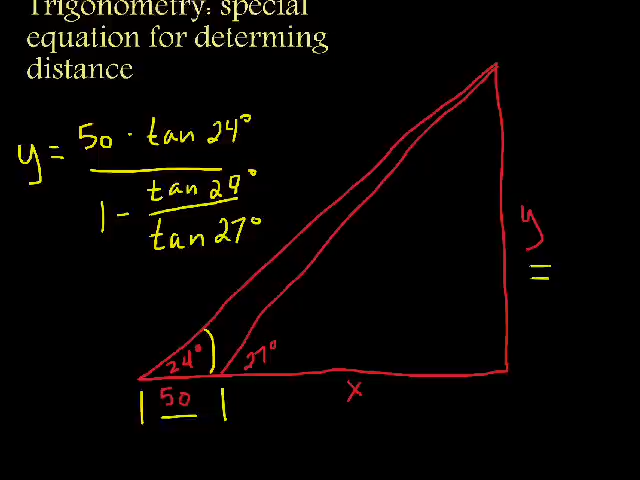 Trigonometry: special
equation for determing
distance
y = 50 · tan 24°
1 - tan 24°
tan 27°
y
=
24°
27°
50
x